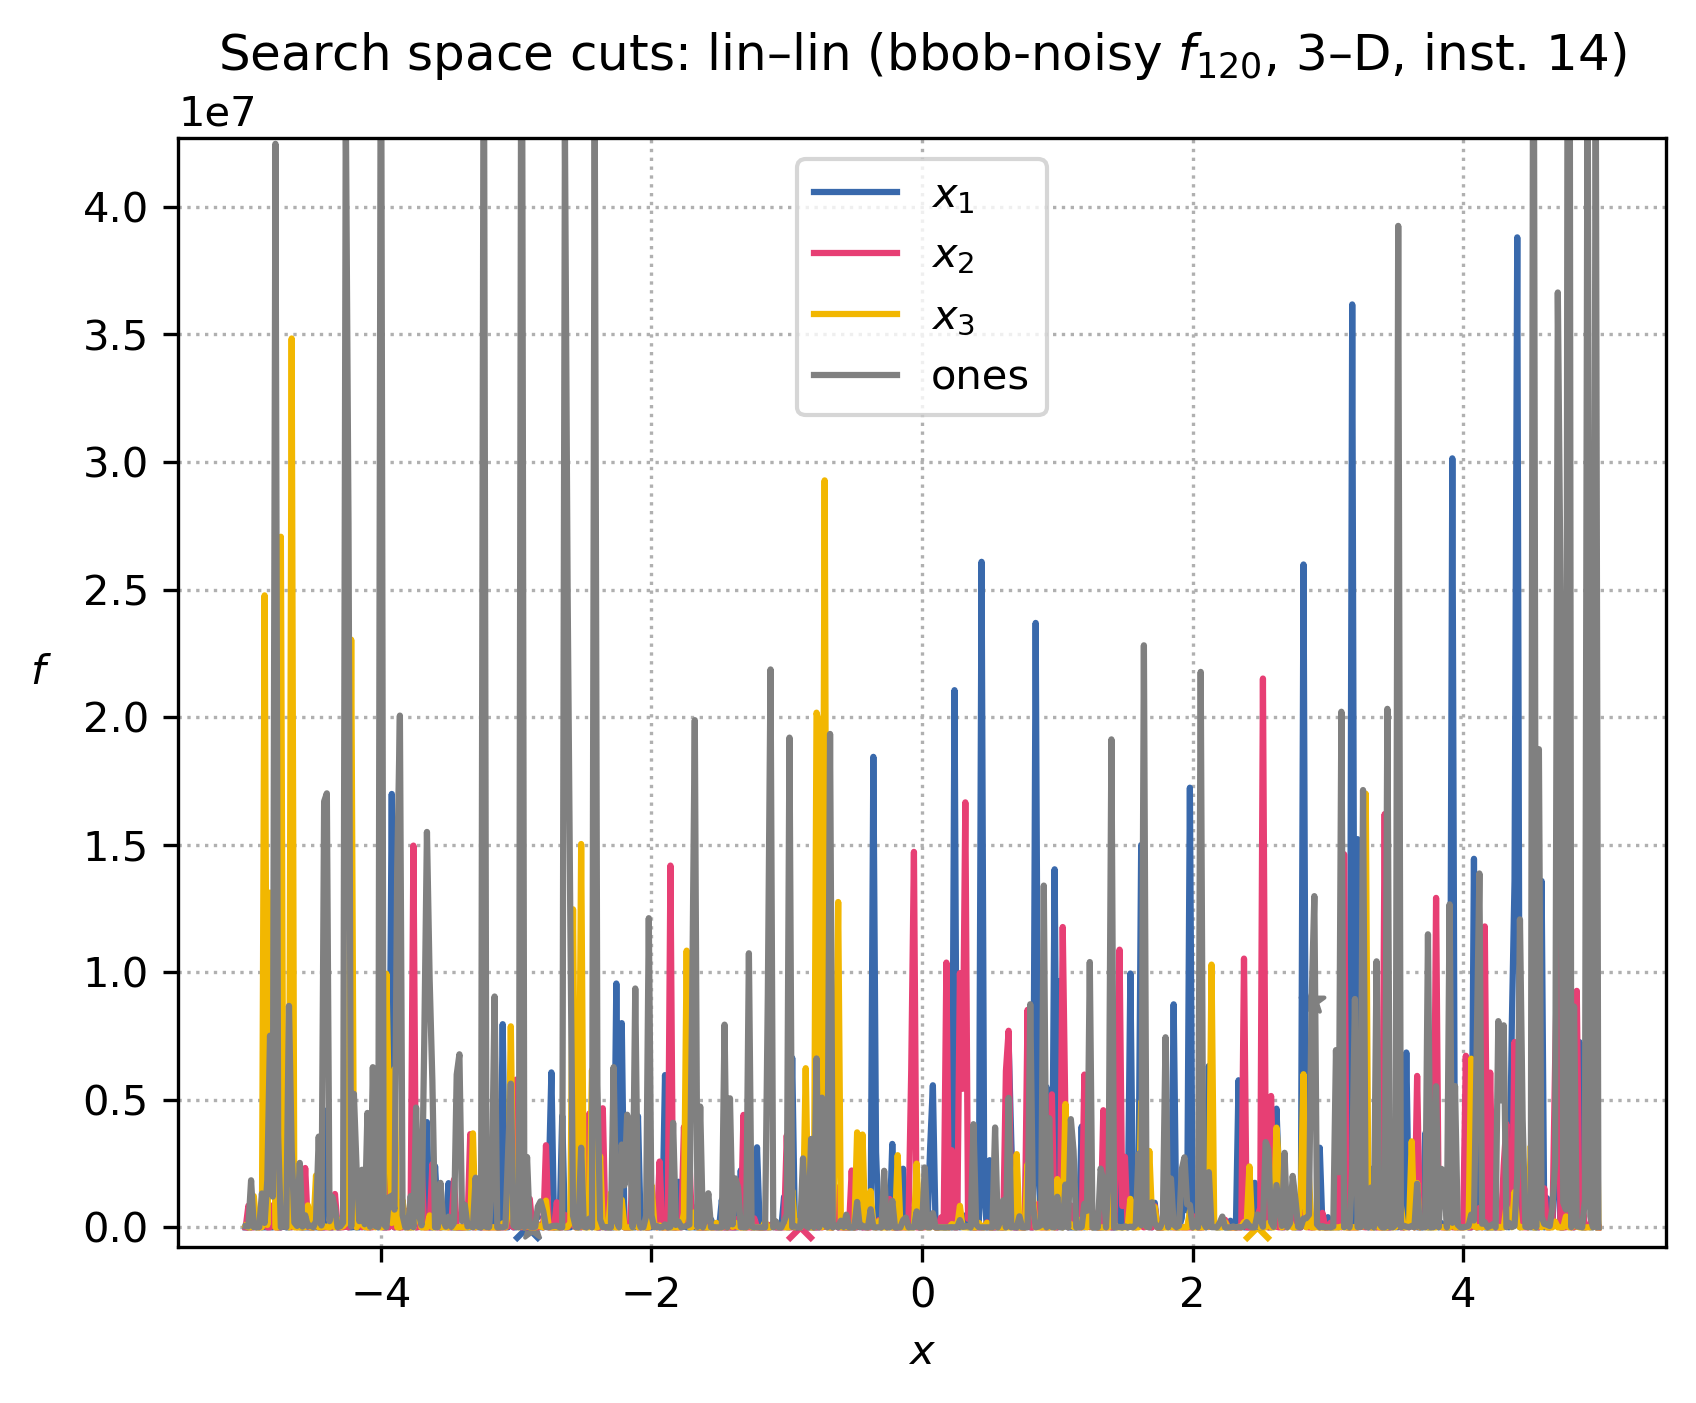 Search space cuts: lin–lin (bbob-noisy f₁₂₀, 3–D, inst. 14)
1e7
x₁
x₂
x₃
ones
4.0
3.5
3.0
2.5
2.0
1.5
1.0
0.5
0.0
f
−4
−2
0
2
4
x